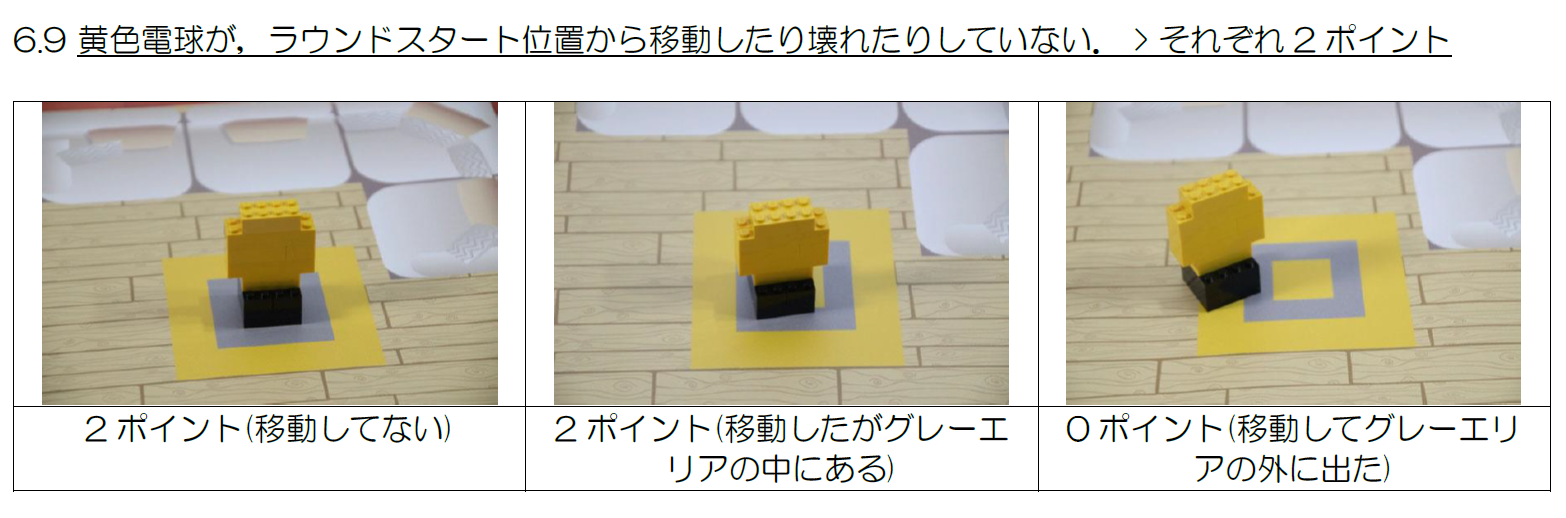 6.9 黄色電球が，ラウンドスタート位置から移動したり壊れたりしていない．＞それぞれ2ポイント
2ポイント(移動してない)
2ポイント(移動したがグレーエ
リアの中にある)
0ポイント(移動してグレーエリ
アの外に出た)